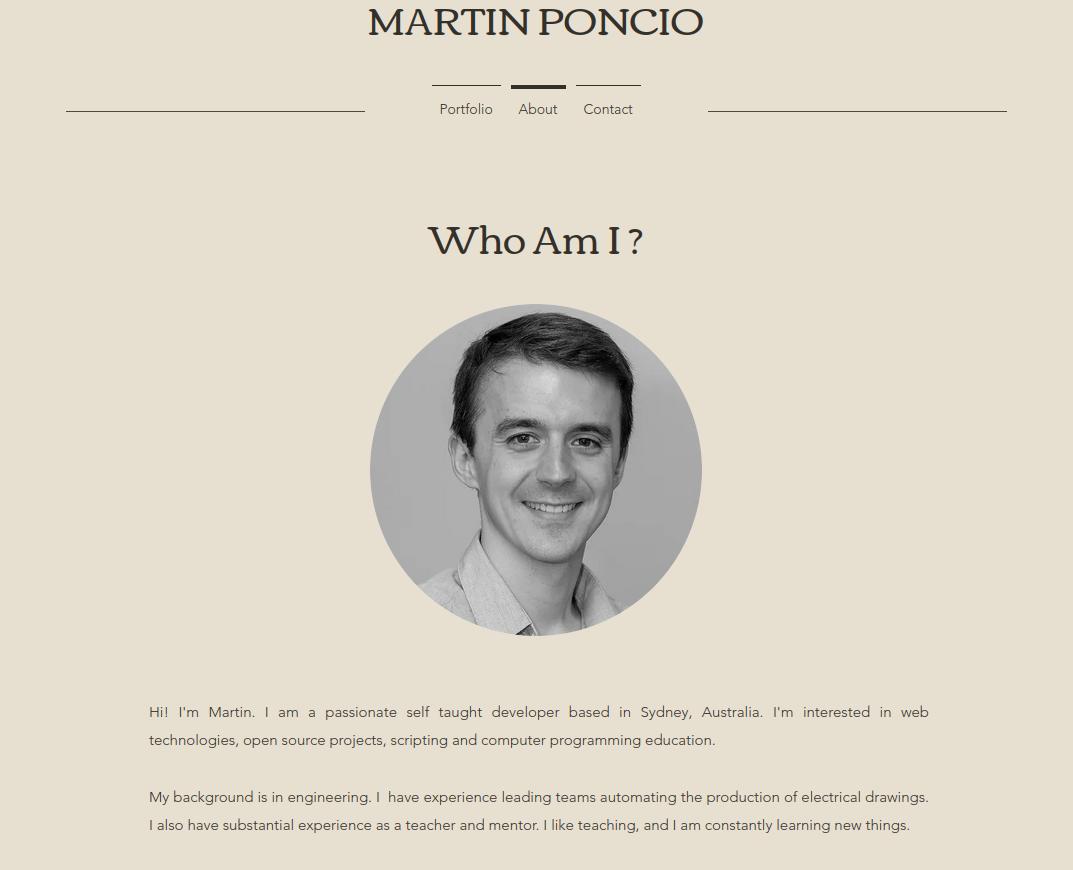 MARTIN PONCIO
Portfolio About Contact
Who Am I ?
Hi! I'm Martin. I am a passionate self taught developer based in Sydney, Australia. I'm interested in web
technologies, open source projects, scripting and computer programming education.
My background is in engineering. I  have experience leading teams automating the production of electrical drawings.
I also have substantial experience as a teacher and mentor. I like teaching, and I am constantly learning new things.